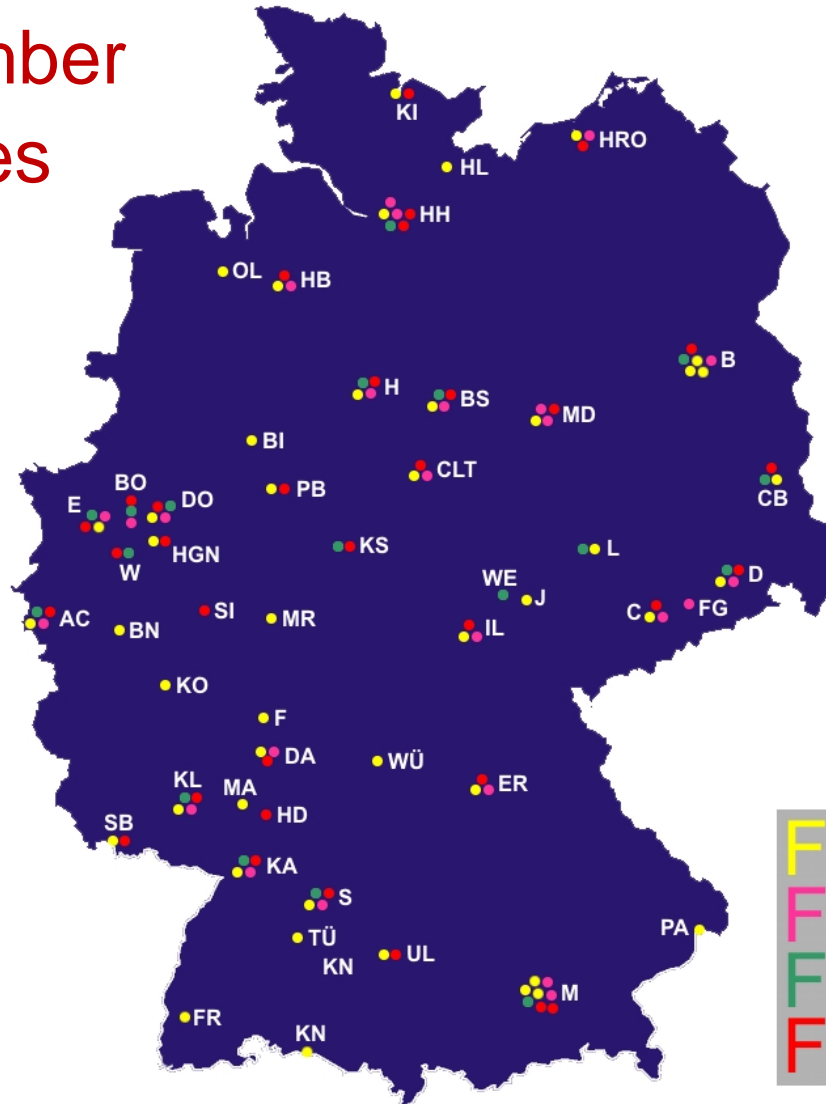 nber
es
KI
HRO
HL
HH
OL
HB
B
H
BS
MD
BI
CLT
PB
BO
CB
E
DO
HGN
KS
L
W
WE
D
J
SI
AC
MR
C
FG
BN
IL
KO
F
DA
WÜ
KL
MA
ER
HD
SB
KA
S
PA
TÜ
UL
KN
M
FR
KN
F
F
F
F